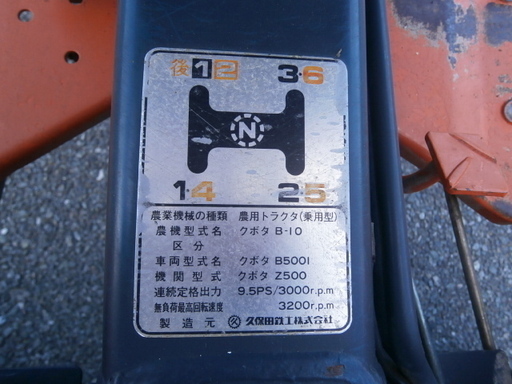 後 1 2 3・6
N
1・4 2・5
農業機械の種類 農用トラクタ(乗用型)
農機型式名 クボタ B-10
区分
車両型式名 クボタ B5001
機関型式 クボタ Z500
連続定格出力 9.5PS/3000r.p.m
無負荷最高回転速度 3200r.p.m
製造元 久保田鉄工株式会社